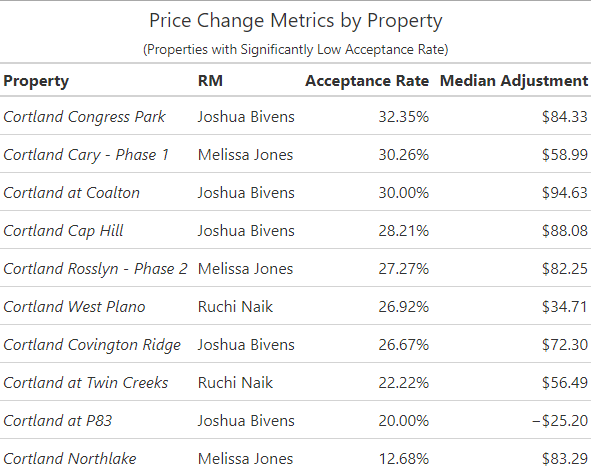 Price Change Metrics by Property
(Properties with Significantly Low Acceptance Rate)
Property RM Acceptance Rate Median Adjustment
Cortland Congress Park Joshua Bivens 32.35% $84.33
Cortland Cary - Phase 1 Melissa Jones 30.26% $58.99
Cortland at Coalton Joshua Bivens 30.00% $94.63
Cortland Cap Hill Joshua Bivens 28.21% $88.08
Cortland Rosslyn - Phase 2 Melissa Jones 27.27% $82.25
Cortland West Plano Ruchi Naik 26.92% $34.71
Cortland Covington Ridge Joshua Bivens 26.67% $72.30
Cortland at Twin Creeks Ruchi Naik 22.22% $56.49
Cortland at P83 Joshua Bivens 20.00% −$25.20
Cortland Northlake Melissa Jones 12.68% $83.29